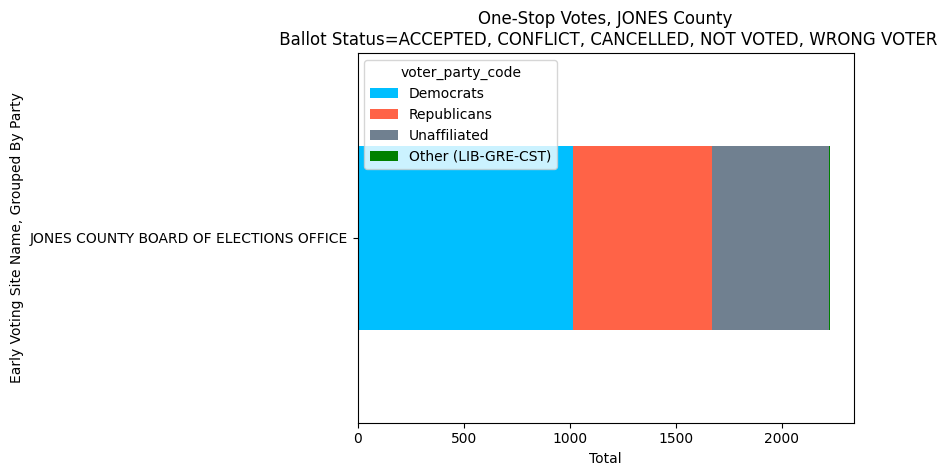 One-Stop Votes, JONES County
Ballot Status=ACCEPTED, CONFLICT, CANCELLED, NOT VOTED, WRONG VOTER
voter_party_code
Democrats
Republicans
Unaffiliated
Other (LIB-GRE-CST)
Early Voting Site Name, Grouped By Party
JONES COUNTY BOARD OF ELECTIONS OFFICE
0 500 1000 1500 2000
Total